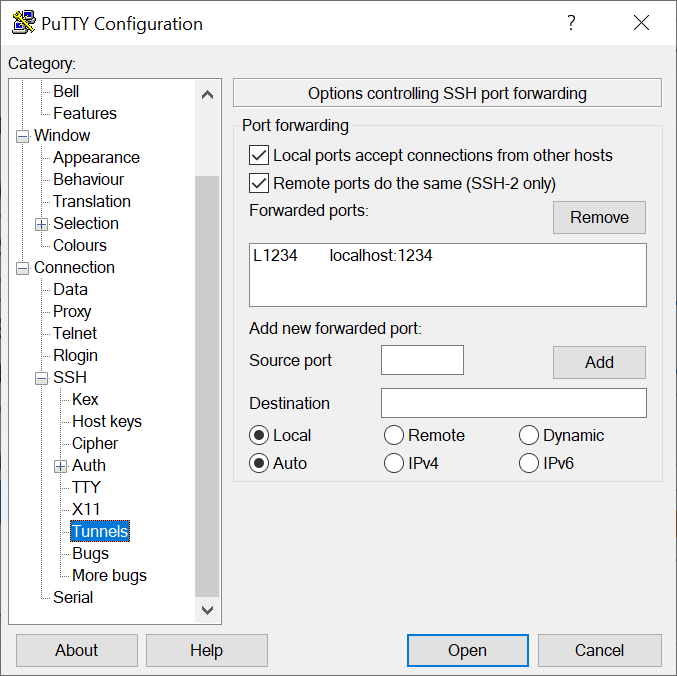 PuTTY Configuration
?
Category:
Bell
Features
Window
Appearance
Behaviour
Translation
Selection
Colours
Connection
Data
Proxy
Telnet
Rlogin
SSH
Kex
Host keys
Cipher
Auth
TTY
X11
Tunnels
Bugs
More bugs
Serial
Options controlling SSH port forwarding
Port forwarding
Local ports accept connections from other hosts
Remote ports do the same (SSH-2 only)
Forwarded ports:
Remove
L1234 localhost:1234
Add new forwarded port:
Source port
Add
Destination
Local Remote Dynamic
Auto IPv4 IPv6
About Help Open Cancel